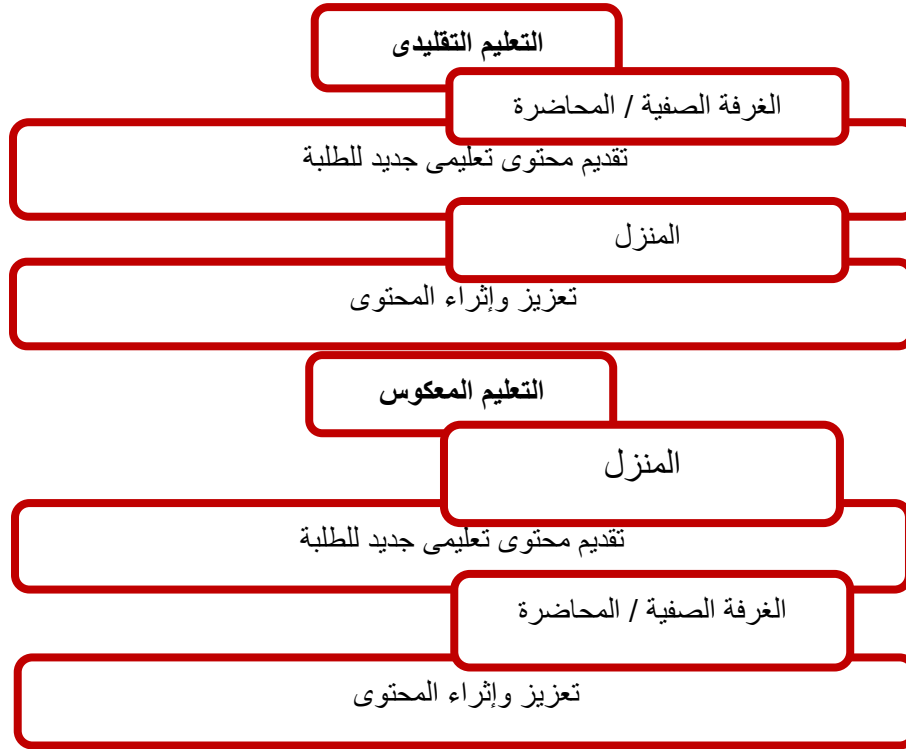 التعليم التقليدى
الغرفة الصفية / المحاضرة
تقديم محتوى تعليمى جديد للطلبة
المنزل
تعزيز وإثراء المحتوى
التعليم المعكوس
المنزل
تقديم محتوى تعليمى جديد للطلبة
الغرفة الصفية / المحاضرة
تعزيز وإثراء المحتوى